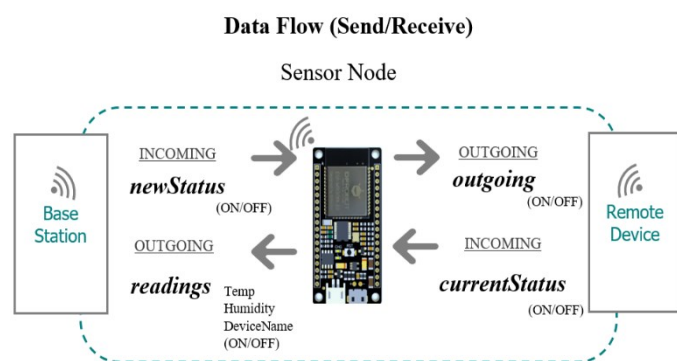 Data Flow (Send/Receive)
Sensor Node
INCOMING
newStatus
(ON/OFF)
OUTGOING
outgoing
(ON/OFF)
Base
Station
Remote
Device
OUTGOING
readings
Temp
Humidity
DeviceName
(ON/OFF)
INCOMING
currentStatus
(ON/OFF)